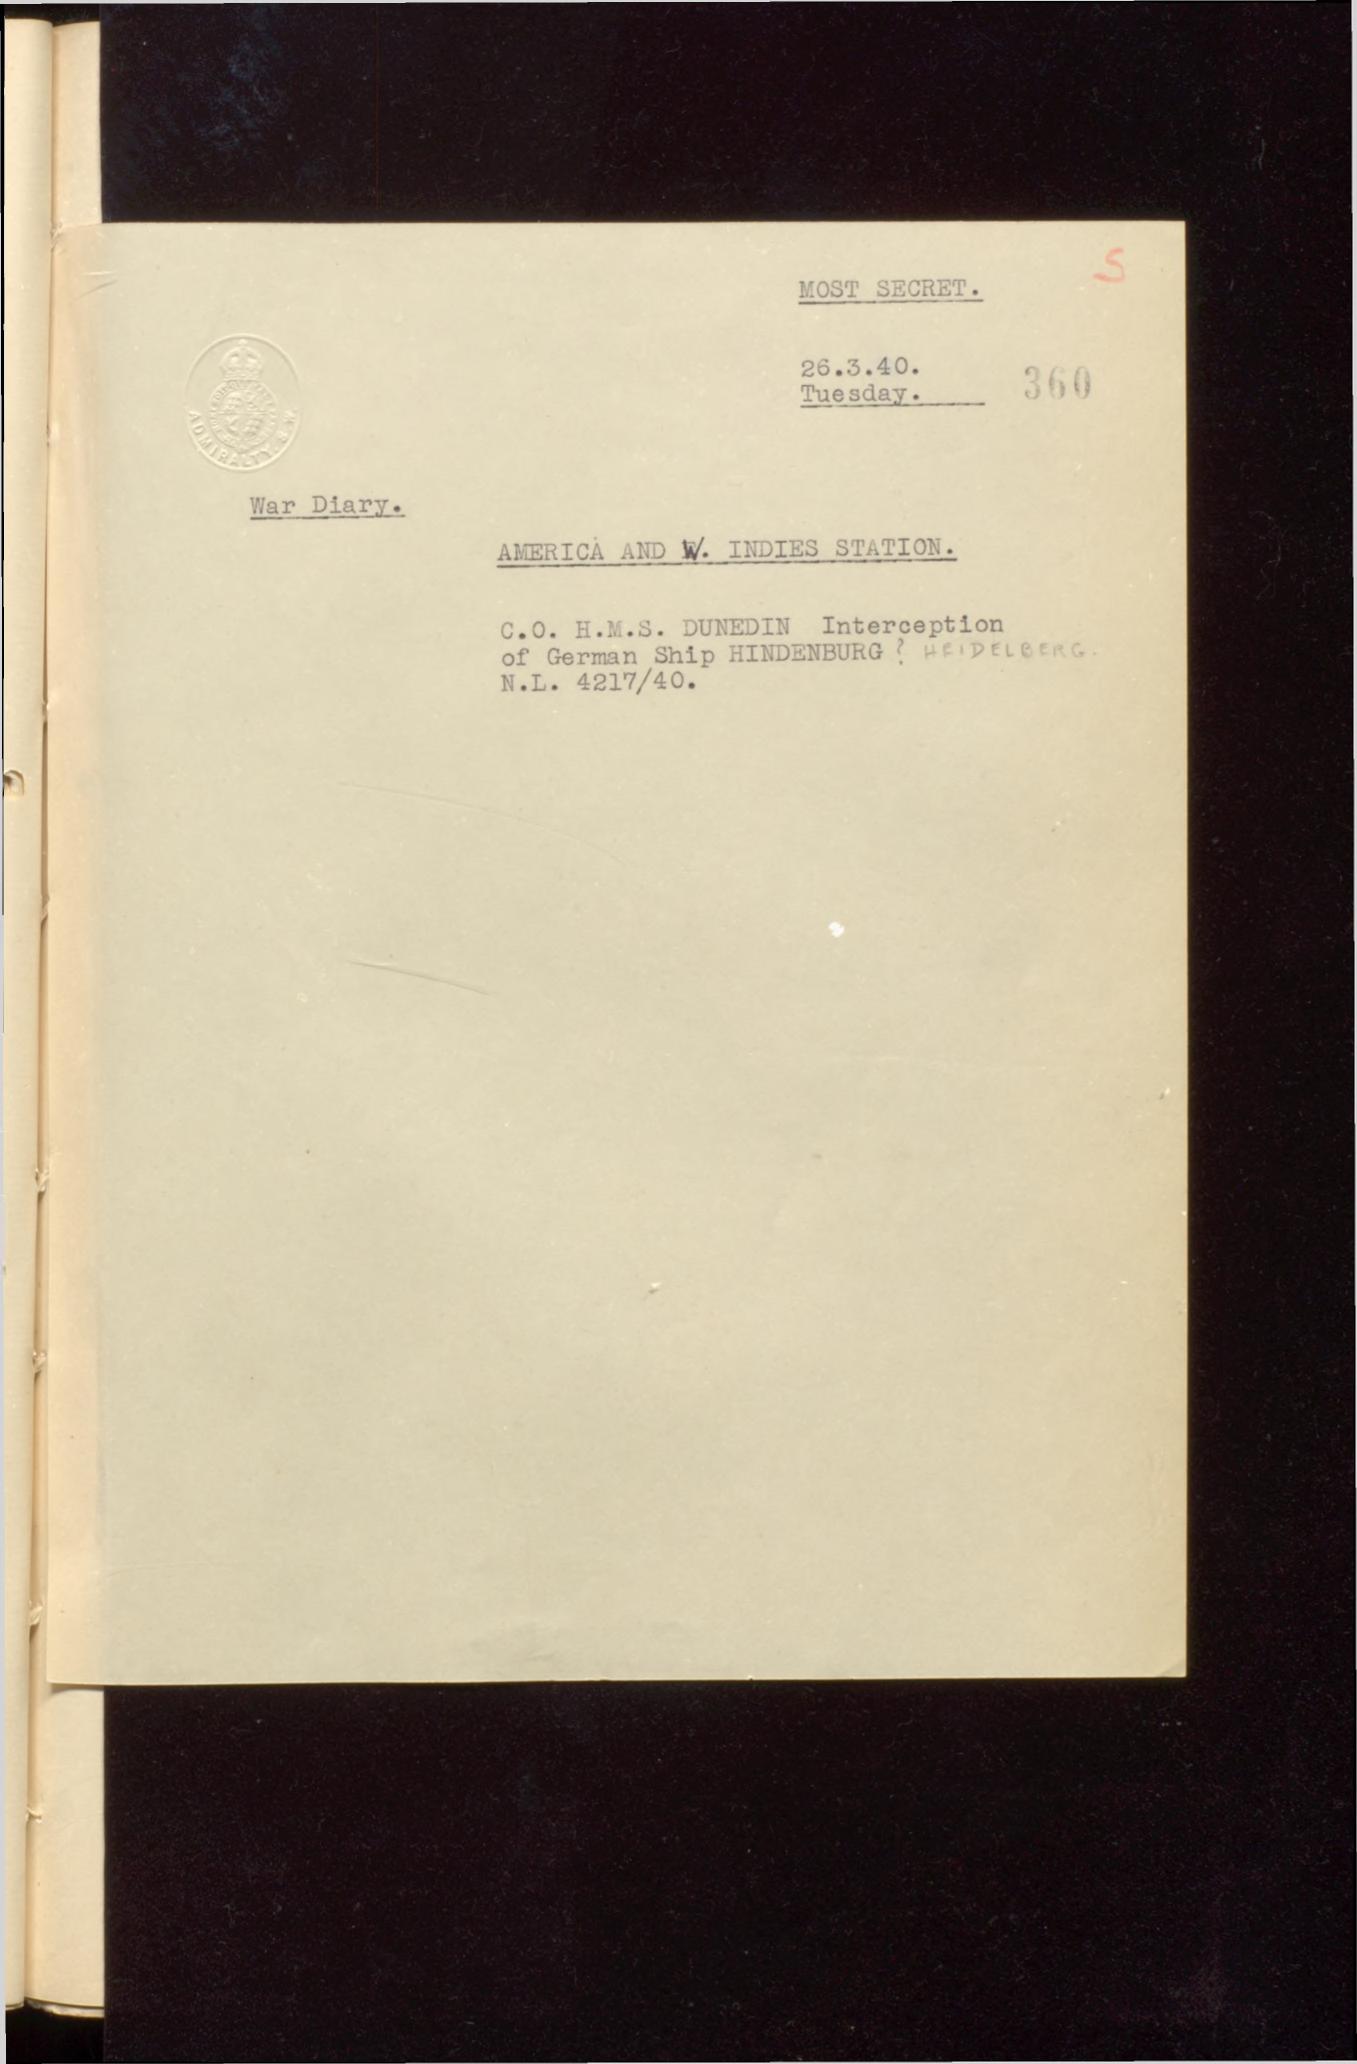 S
MOST SECRET.
26.3.40.
360
Tuesday.
ADMIRALTY. S.W.
War Diary.
AMERICA AND W. INDIES STATION.
C.O. H.M.S. DUNEDIN Interception
of German Ship HINDENBURG ? HEIDELBERG.
N.L. 4217/40.